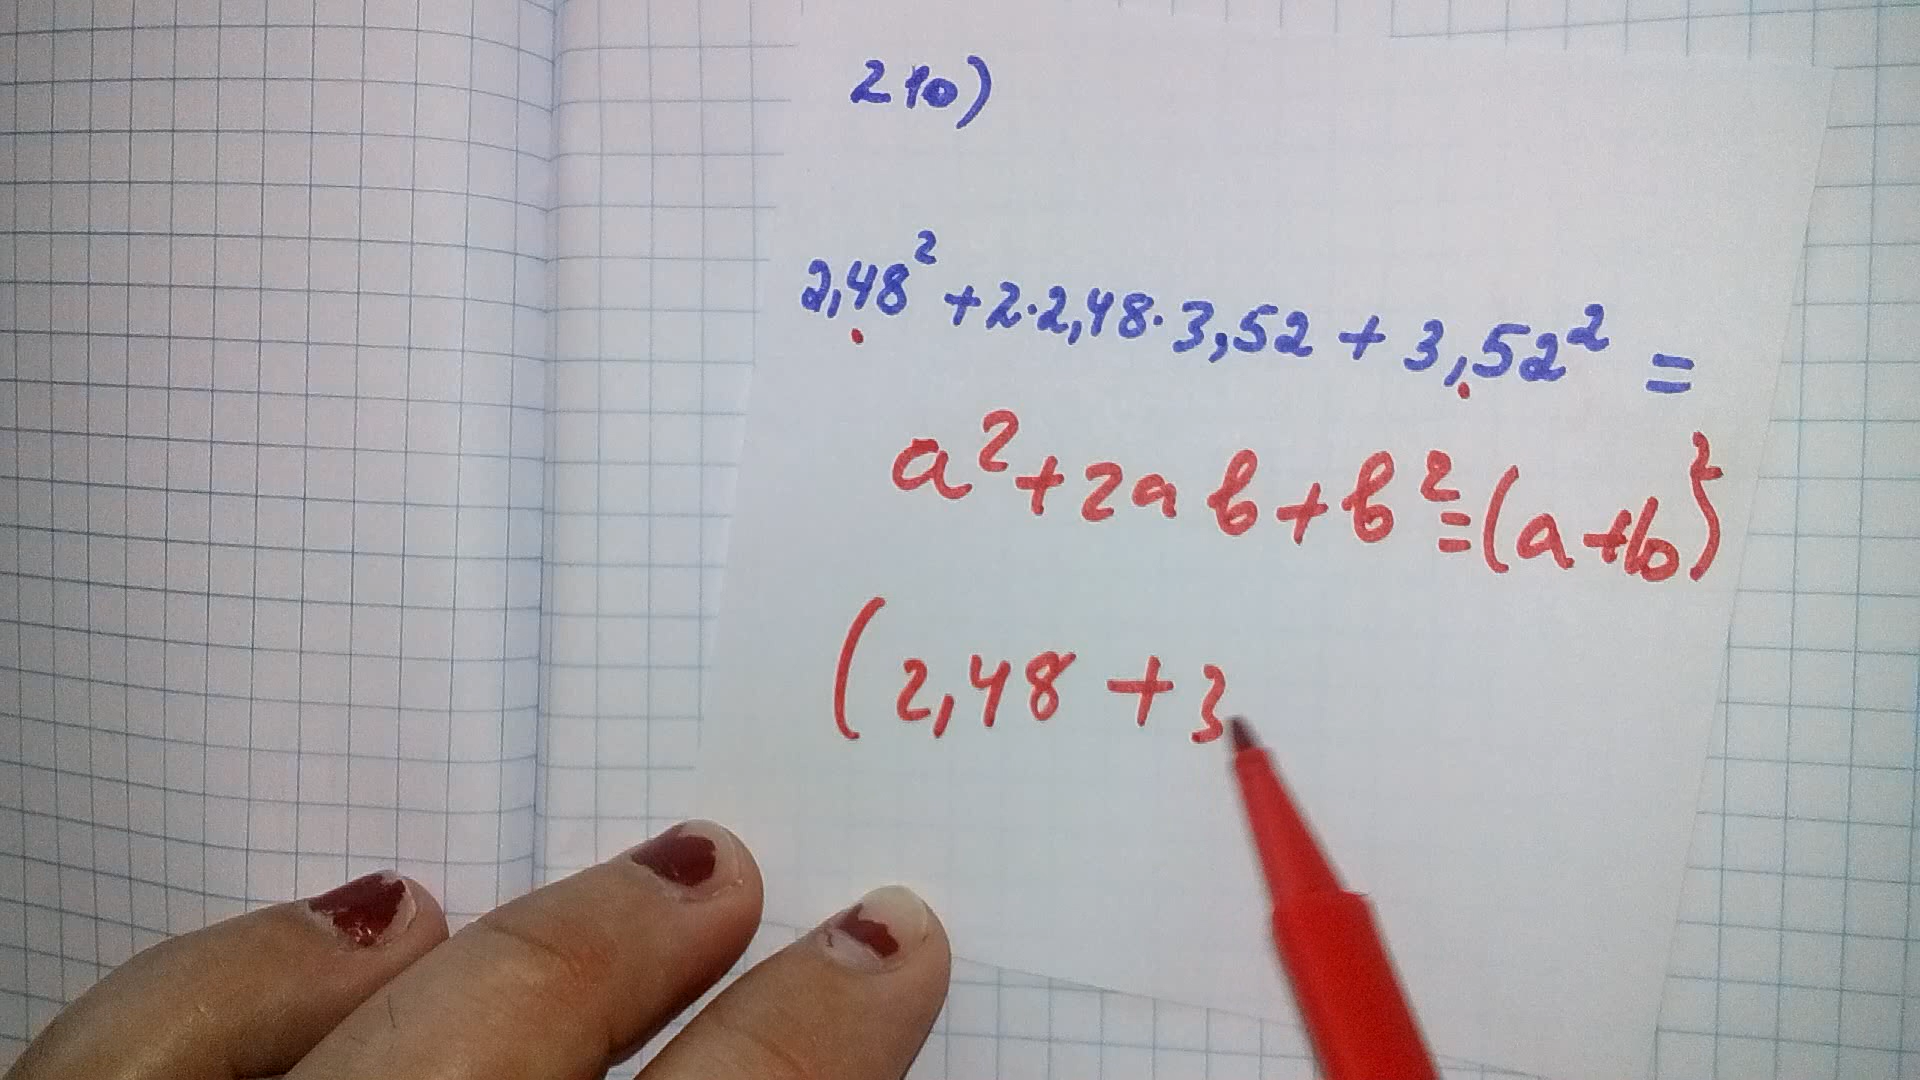 210)
2,48² + 2·2,48·3,52 + 3,52² =
a² + 2ab + b² = (a+b)²
(2,48 + 3